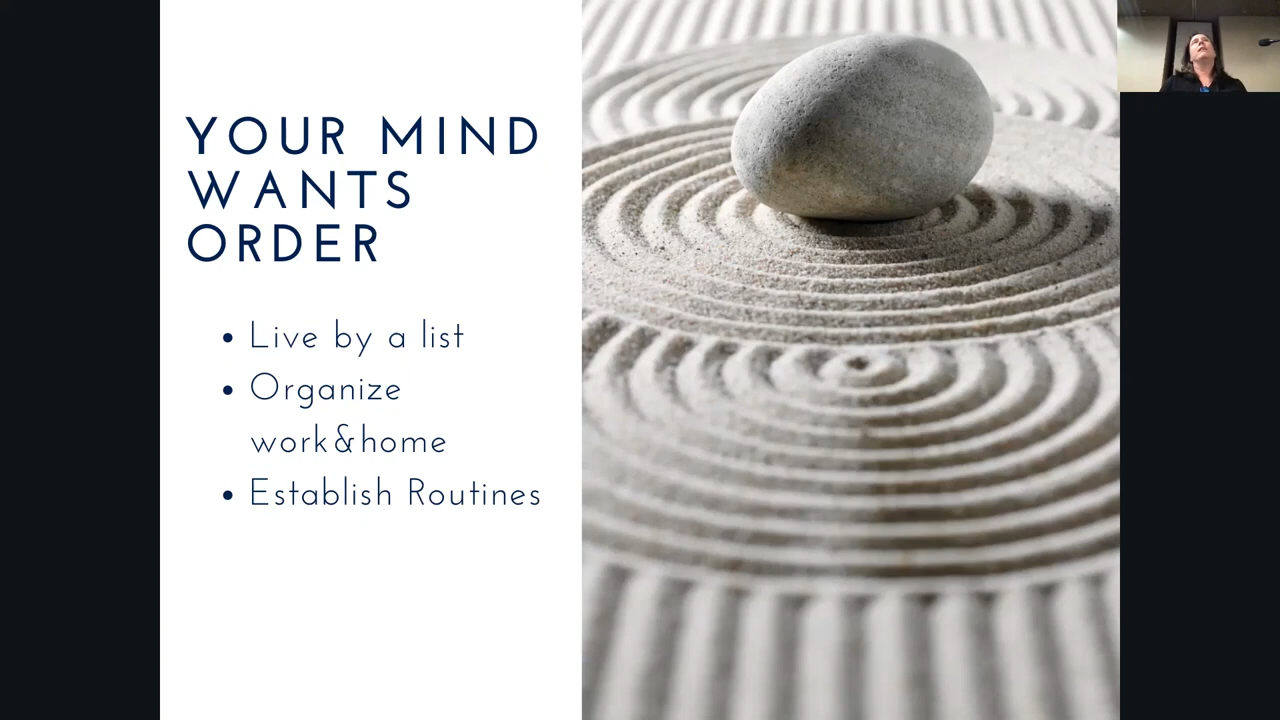 YOUR MIND
WANTS
ORDER
• Live by a list
• Organize
work&home
• Establish Routines